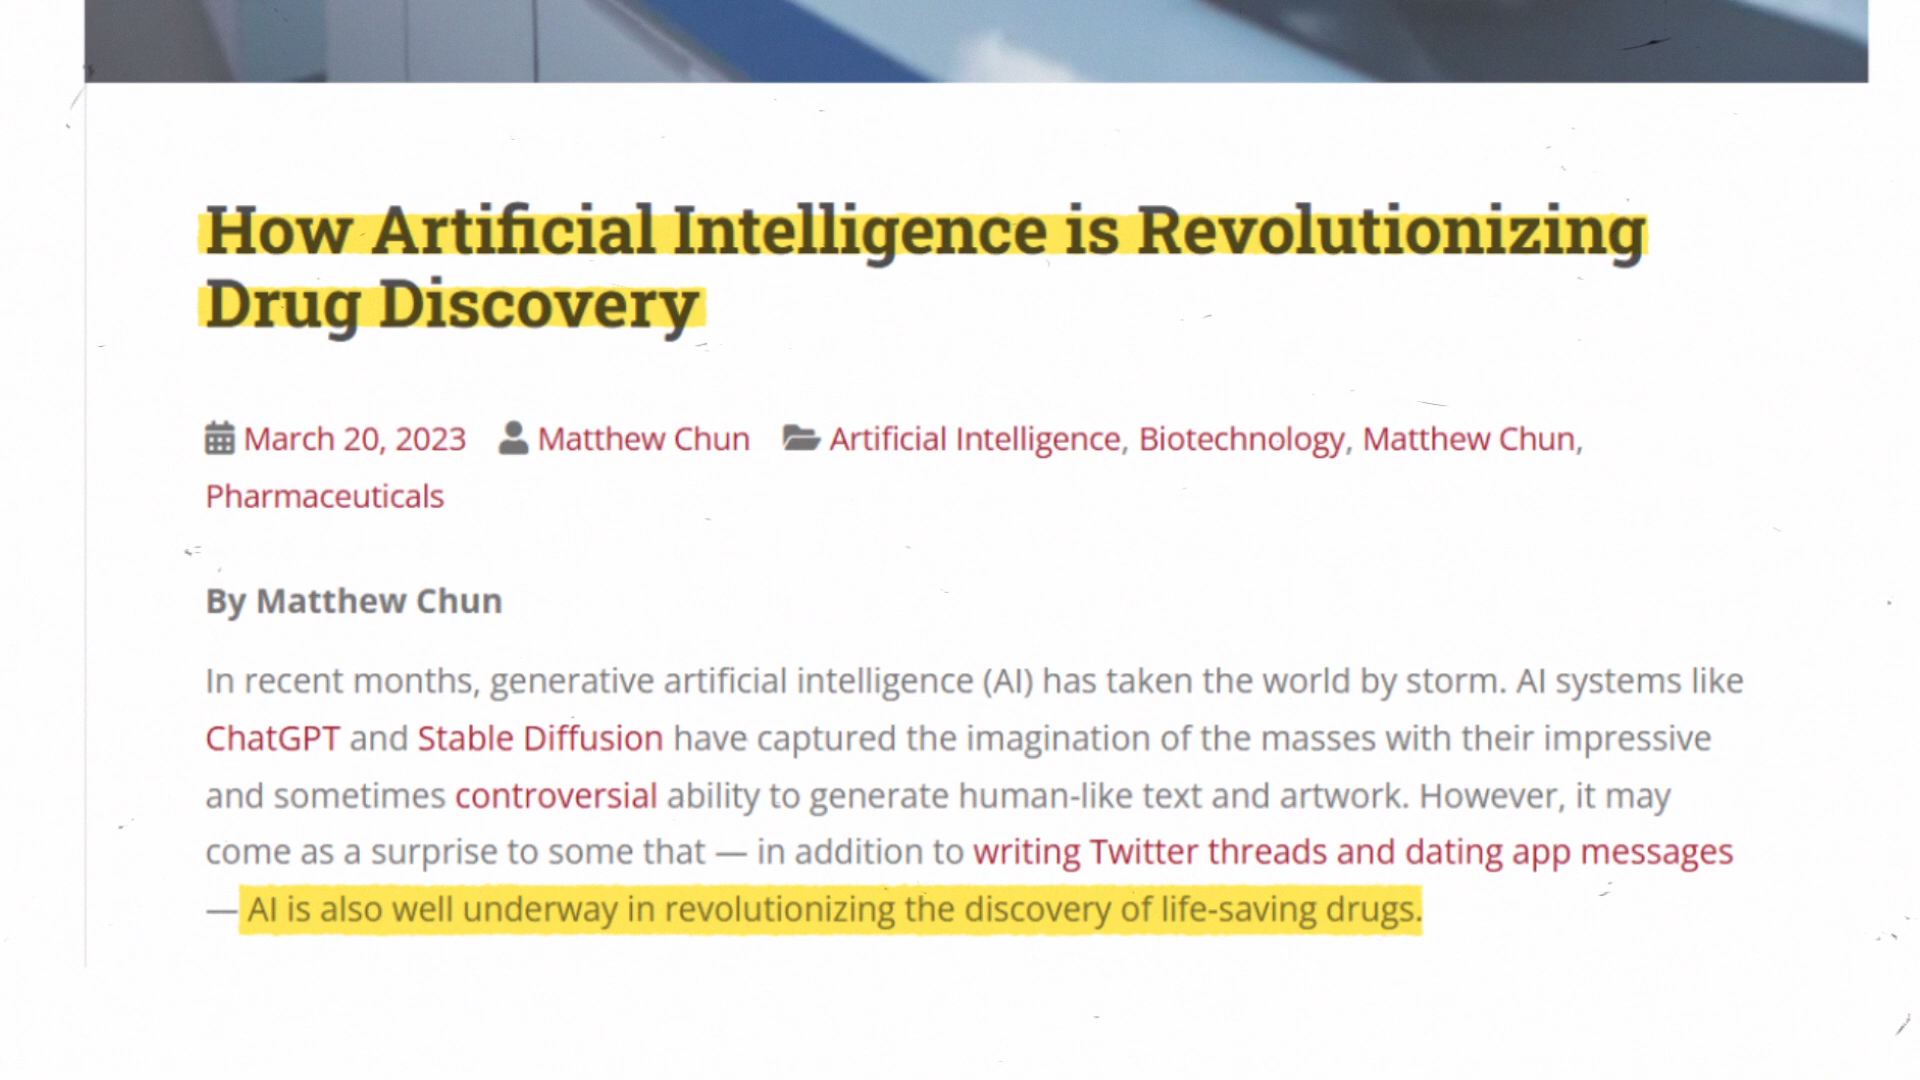 How Artificial Intelligence is Revolutionizing
Drug Discovery
March 20, 2023 Matthew Chun Artificial Intelligence, Biotechnology, Matthew Chun,
Pharmaceuticals
By Matthew Chun
In recent months, generative artificial intelligence (AI) has taken the world by storm. AI systems like
ChatGPT and Stable Diffusion have captured the imagination of the masses with their impressive
and sometimes controversial ability to generate human-like text and artwork. However, it may
come as a surprise to some that — in addition to writing Twitter threads and dating app messages
— AI is also well underway in revolutionizing the discovery of life-saving drugs.